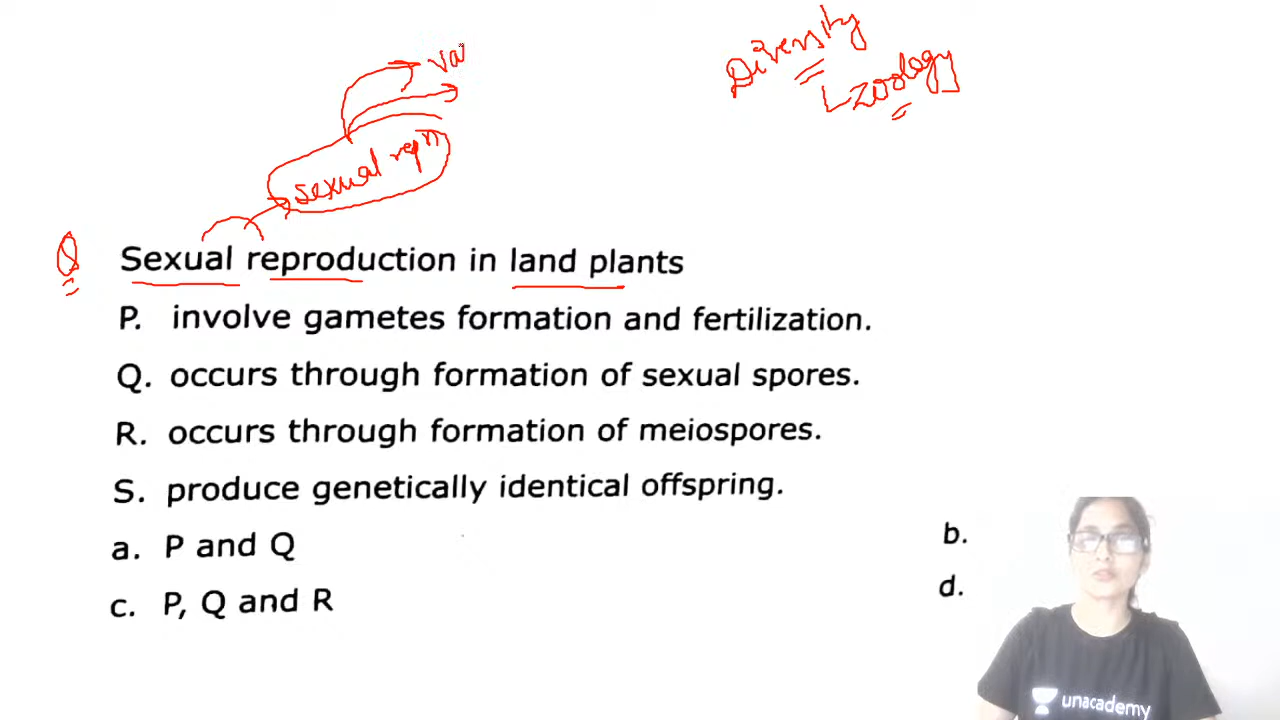 va
Diversity
zoology
sexual repn
Q Sexual reproduction in land plants
P. involve gametes formation and fertilization.
Q. occurs through formation of sexual spores.
R. occurs through formation of meiospores.
S. produce genetically identical offspring.
a. P and Q
b.
c. P, Q and R
d.
unacademy